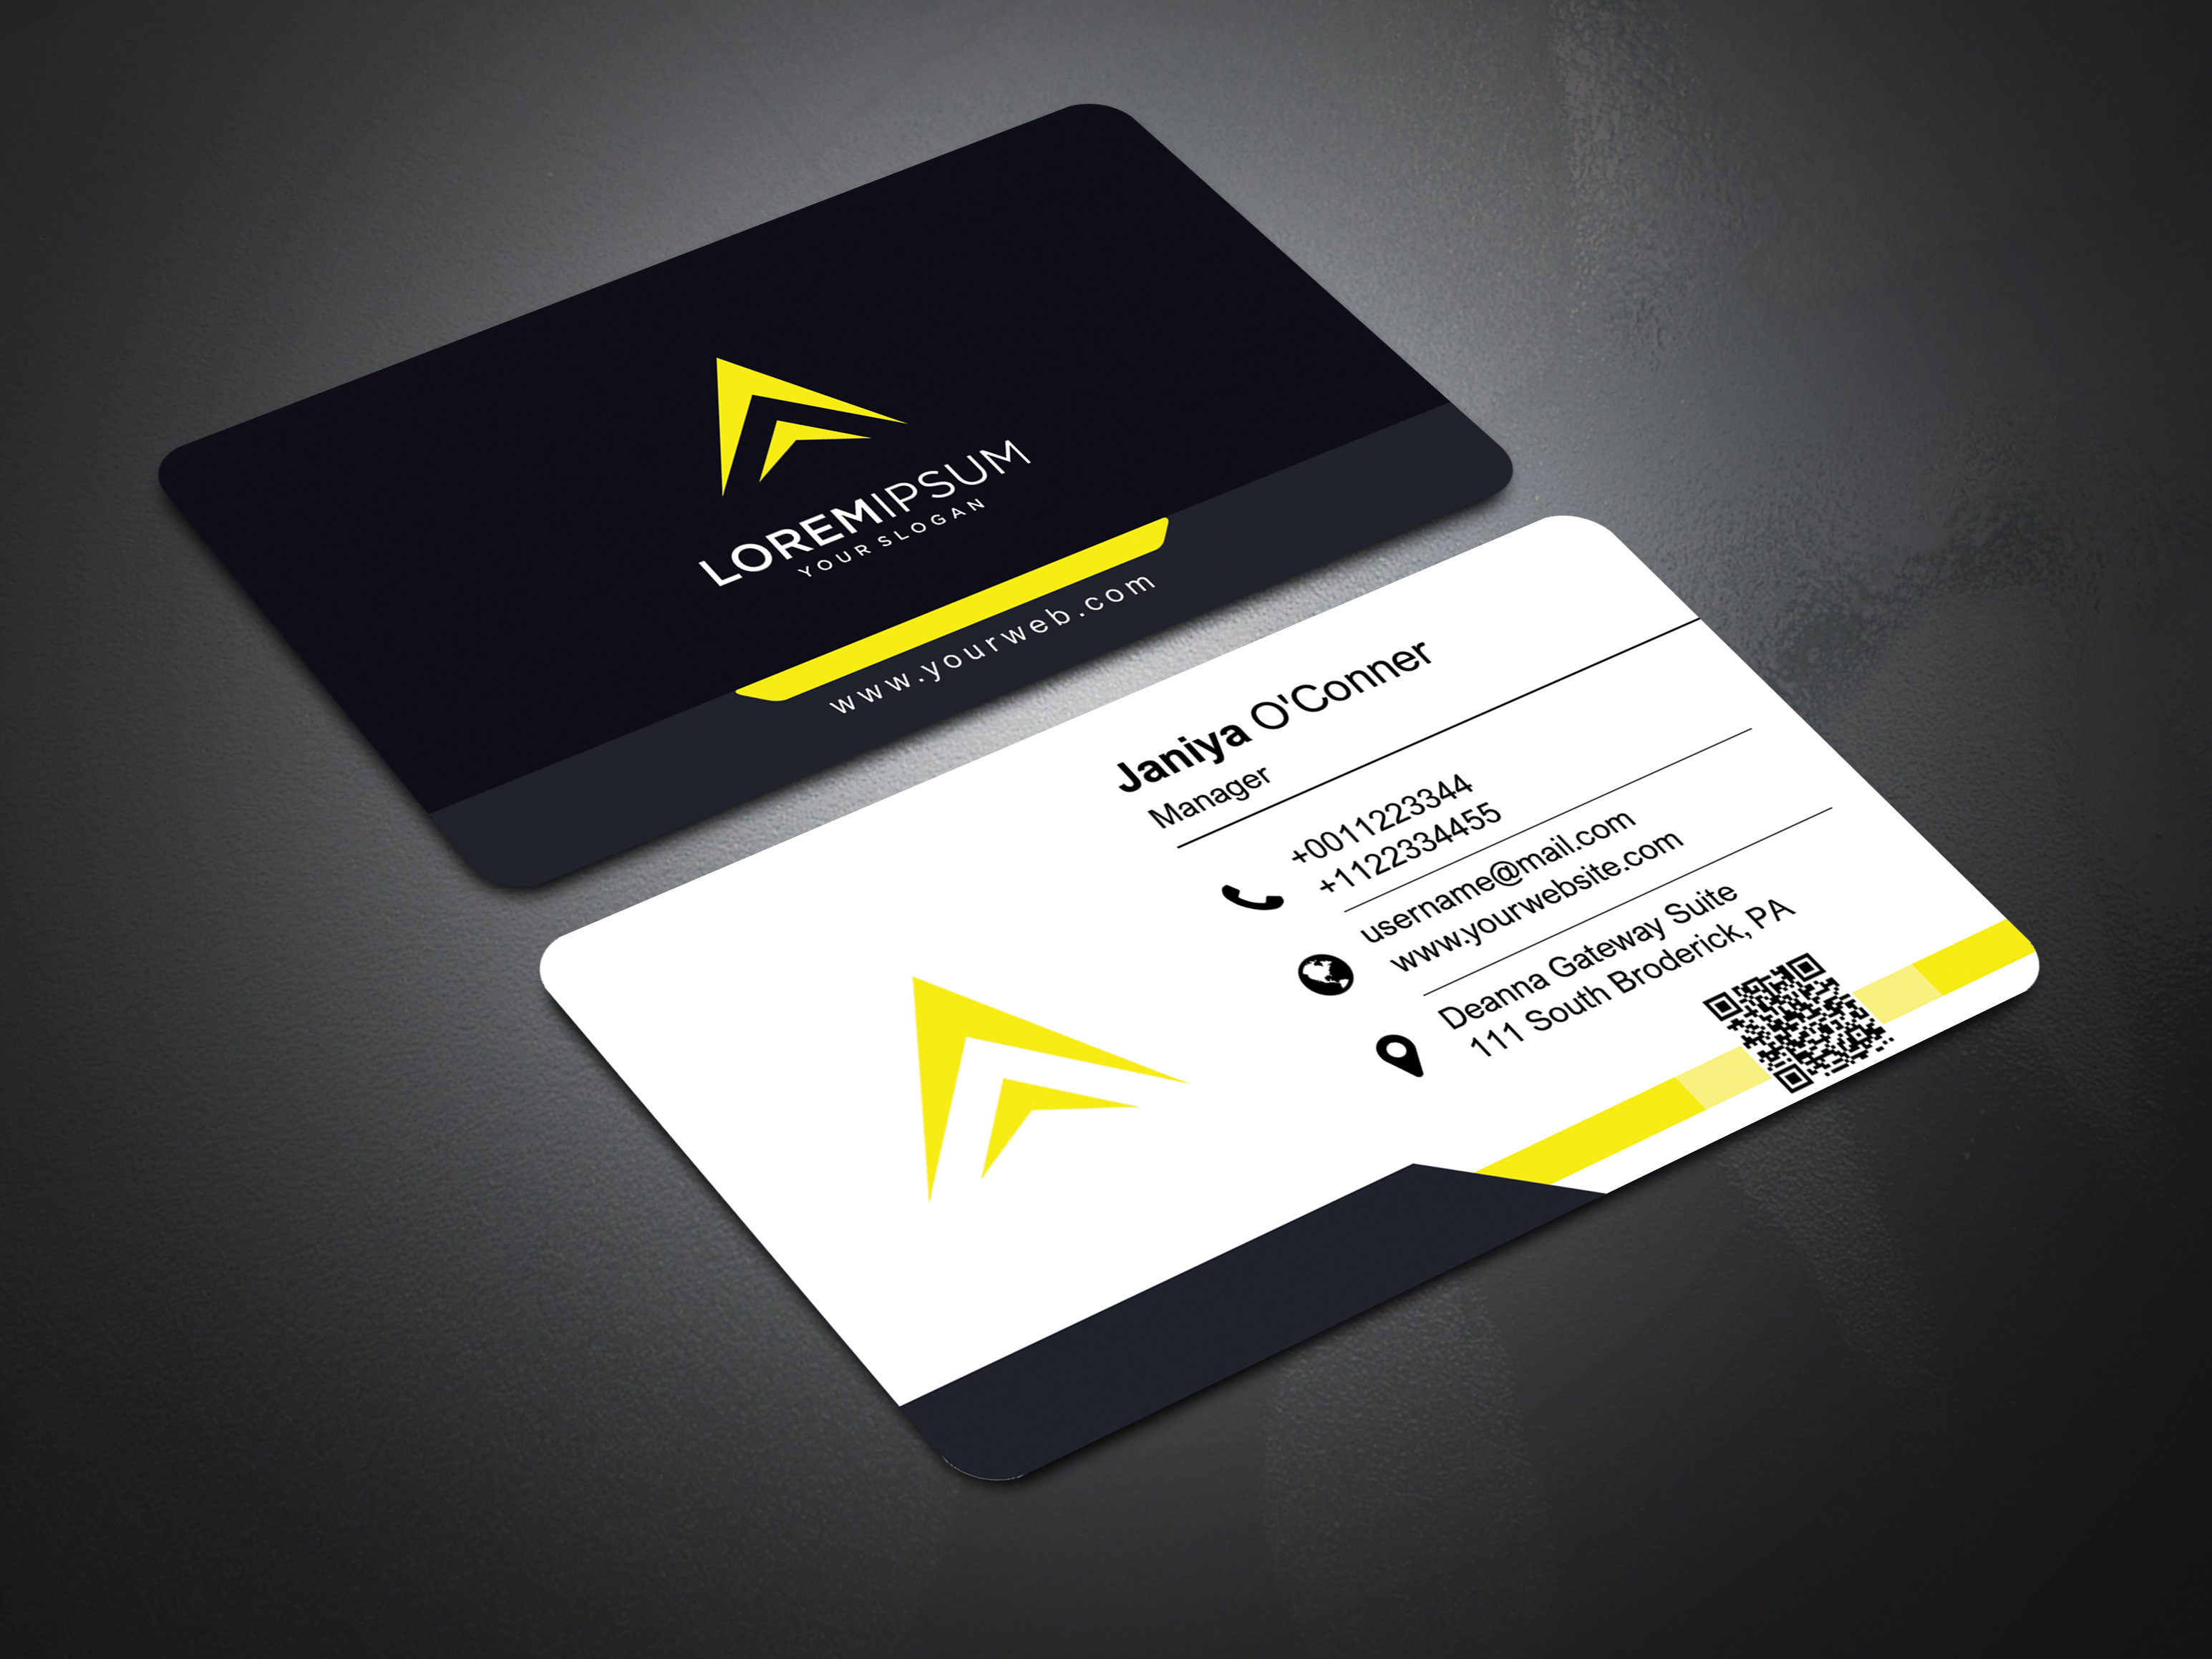 LOREMIPSUM
YOUR SLOGAN
www.yourweb.com
Janiya O'Conner
Manager
+0011223344
+1122334455
username@mail.com
www.yourwebsite.com
Deanna Gateway Suite
111 South Broderick, PA